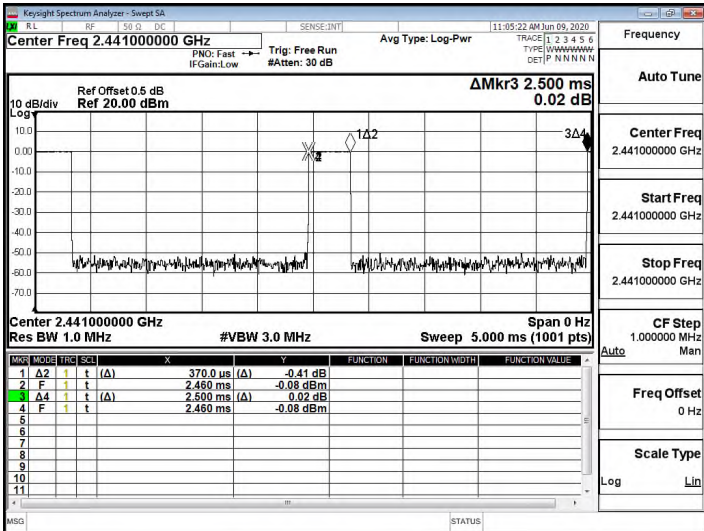 Keysight Spectrum Analyzer - Swept SA
RL RF 50 Ω DC SENSE:INT 11:05:22 AM Jun 09, 2020
Center Freq 2.441000000 GHz
PNO: Fast
IFGain:Low
Trig: Free Run
#Atten: 30 dB
Avg Type: Log-Pwr
TRACE 1 2 3 4 5 6
TYPE WWWWWW
DET P N N N N N
Frequency
Auto Tune
Center Freq
2.441000000 GHz
Start Freq
2.441000000 GHz
Stop Freq
2.441000000 GHz
CF Step
1.000000 MHz
Auto Man
Freq Offset
0 Hz
Scale Type
Log Lin
ΔMkr3 2.500 ms
0.02 dB
Ref Offset 0.5 dB
10 dB/div Ref 20.00 dBm
Log
10.0
0.00
-10.0
-20.0
-30.0
-40.0
-50.0
-60.0
-70.0
1Δ2
3Δ4
Center 2.441000000 GHz Span 0 Hz
Res BW 1.0 MHz #VBW 3.0 MHz Sweep 5.000 ms (1001 pts)
MKR MODE TRC SCL X Y FUNCTION FUNCTION WIDTH FUNCTION VALUE
1 Δ2 1 t (Δ) 370.0 µs (Δ) -0.41 dB
2 F 1 t 2.460 ms -0.08 dBm
3 Δ4 1 t (Δ) 2.500 ms (Δ) 0.02 dB
4 F 1 t 2.460 ms -0.08 dBm
5
6
7
8
9
10
11
MSG STATUS